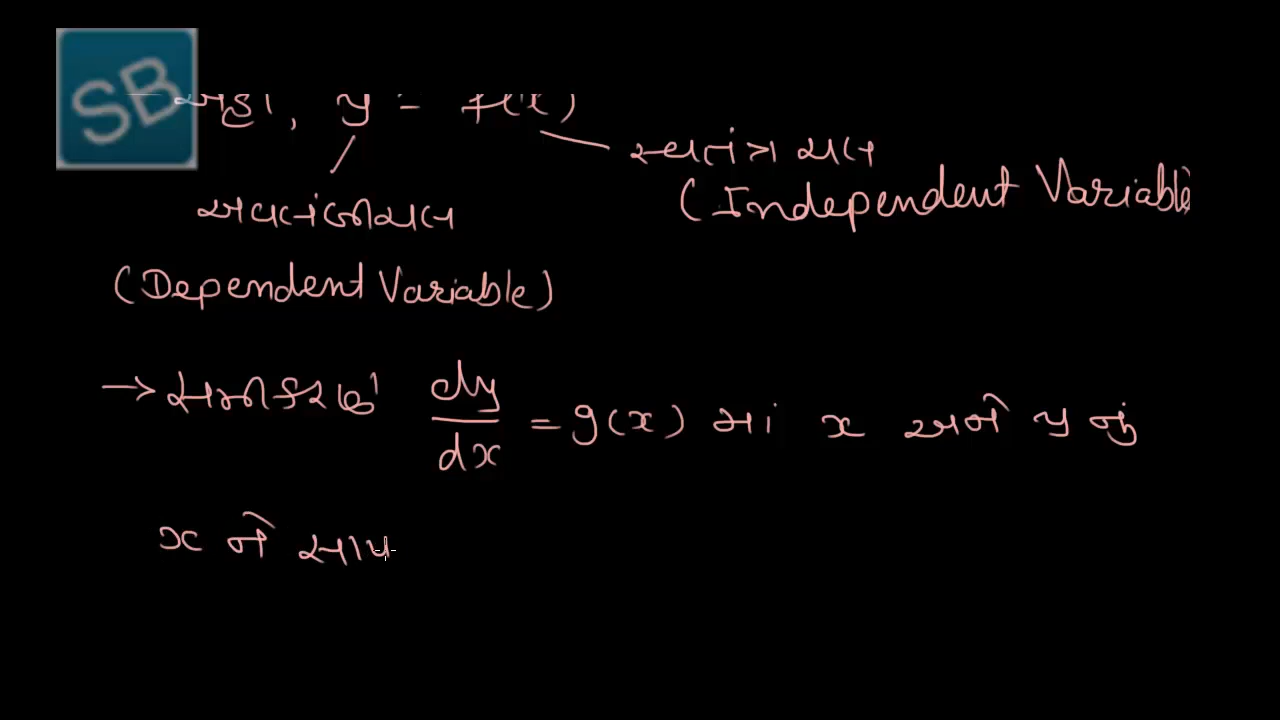 SB
અહીં, y = f(x)
સ્વતંત્ર ચલ
(Independent Variable
અવલંબીચલ
(Dependent Variable)
→ સમીકરણ dy/dx = g(x) માં x અને y નું
x ને સાપ